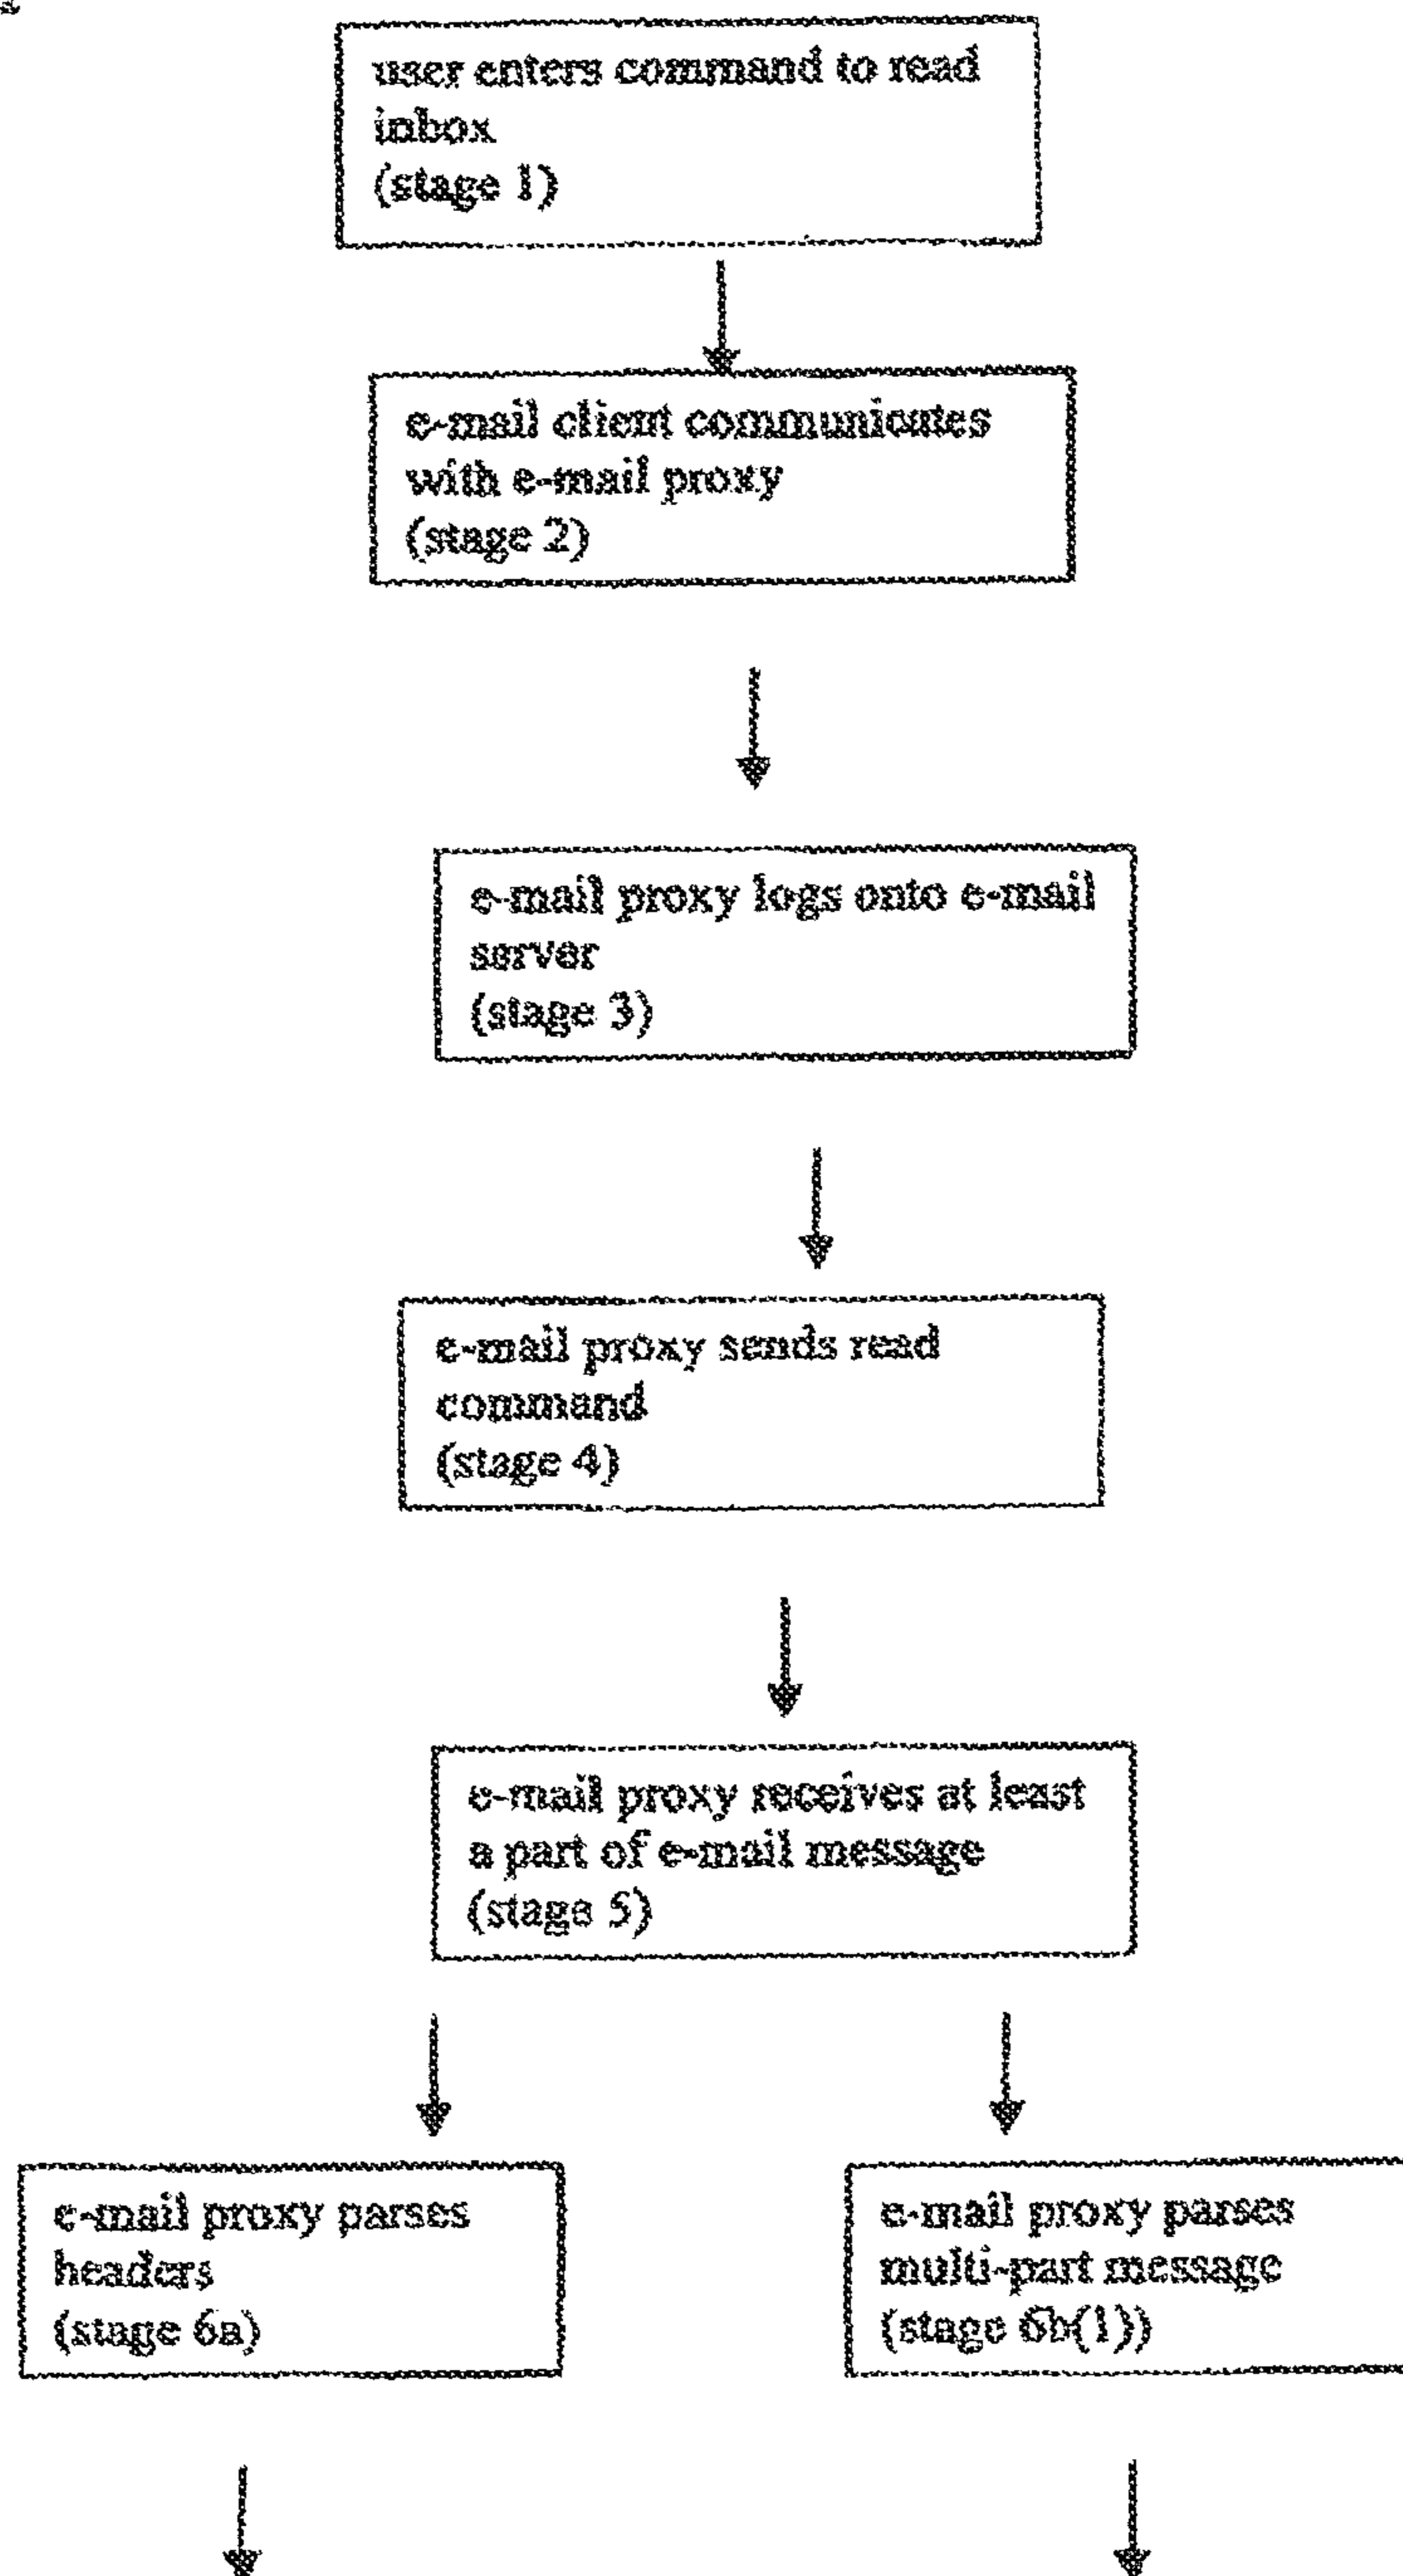 user enters command to read
inbox
(stage 1)
e-mail client communicates
with e-mail proxy
(stage 2)
e-mail proxy logs onto e-mail
server
(stage 3)
e-mail proxy sends read
command
(stage 4)
e-mail proxy receives at least
a part of e-mail message
(stage 5)
e-mail proxy parses
headers
(stage 6a)
e-mail proxy parses
multi-part message
(stage 6b(1))